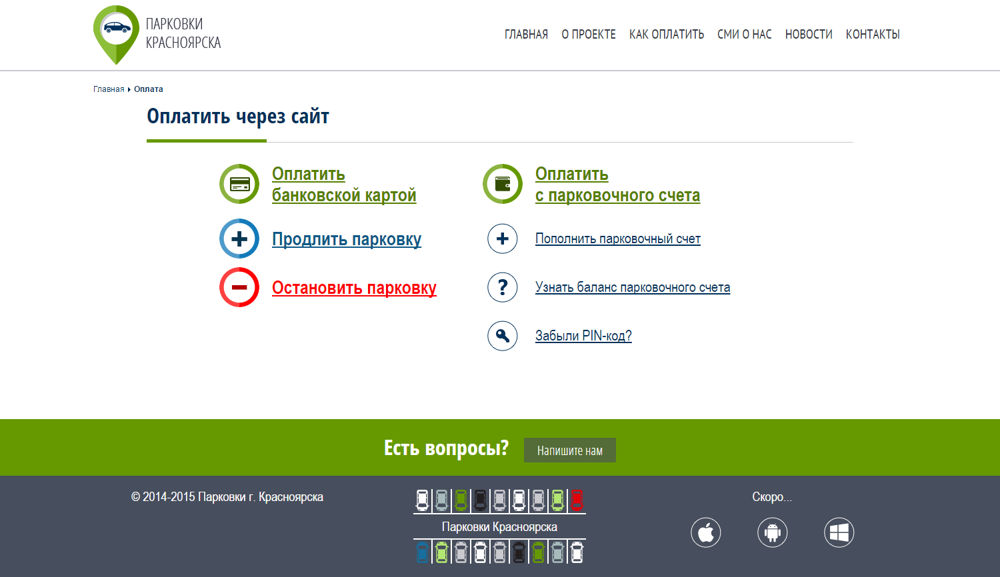 ПАРКОВКИ
КРАСНОЯРСКА
ГЛАВНАЯ О ПРОЕКТЕ КАК ОПЛАТИТЬ СМИ О НАС НОВОСТИ КОНТАКТЫ
Главная Оплата
Оплатить через сайт
Оплатить
банковской картой
Оплатить
с парковочного счета
Продлить парковку
Пополнить парковочный счет
Остановить парковку
Узнать баланс парковочного счета
Забыли PIN-код?
Есть вопросы? Напишите нам
© 2014-2015 Парковки г. Красноярска
Парковки Красноярска
Скоро...